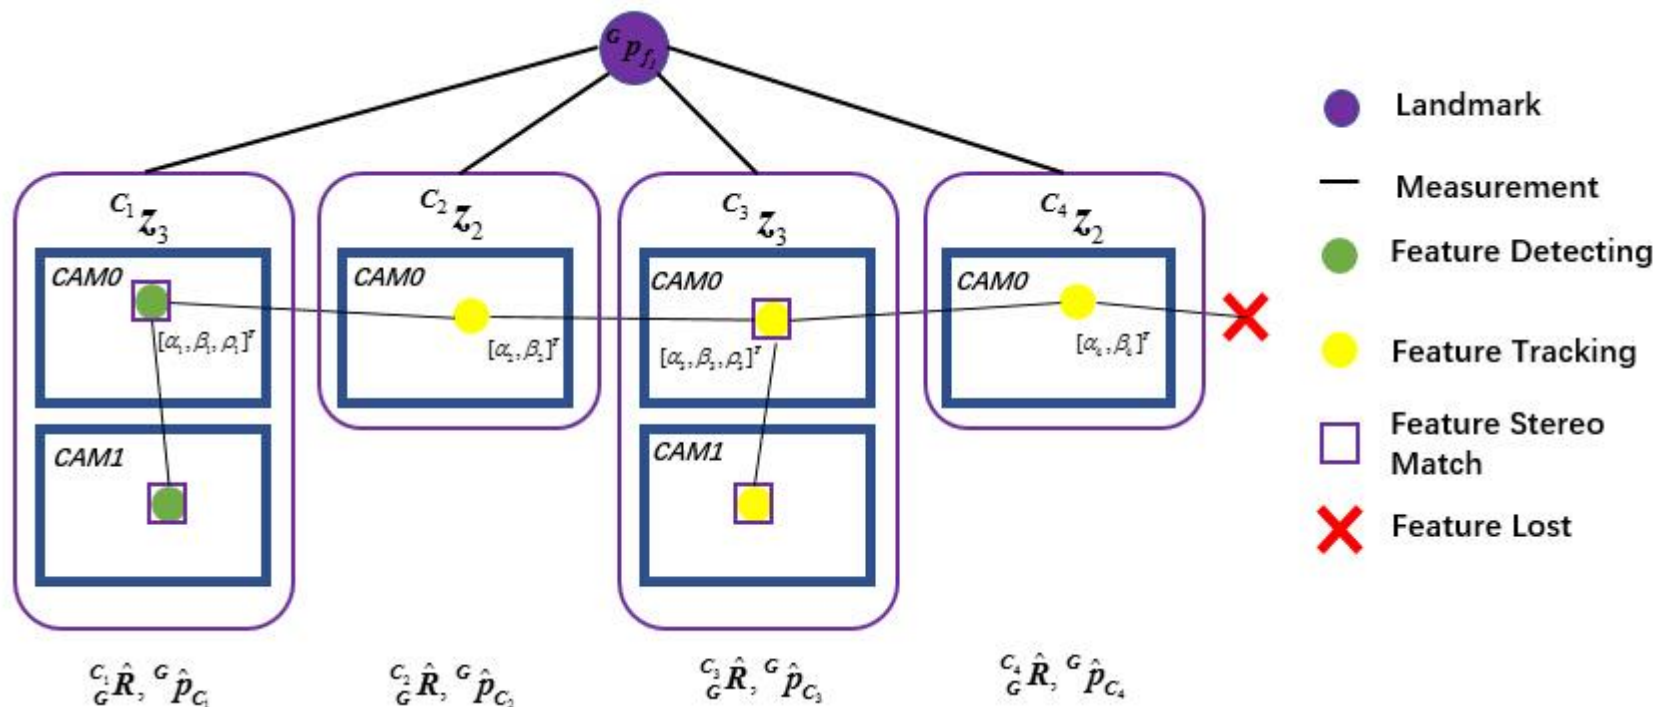 G p f_j
C_1 z_3
C_2 z_2
C_3 z_3
C_4 z_2
CAM0
CAM0
CAM0
CAM0
[α_1, β_1, ρ_1]^T
[α_2, β_2]^T
[α_3, β_3, ρ_3]^T
[α_4, β_4]^T
CAM1
CAM1
^{C_1}_G R̂, ^G p̂_{C_1}
^{C_2}_G R̂, ^G p̂_{C_2}
^{C_3}_G R̂, ^G p̂_{C_3}
^{C_4}_G R̂, ^G p̂_{C_4}
Landmark
Measurement
Feature Detecting
Feature Tracking
Feature Stereo
Match
Feature Lost